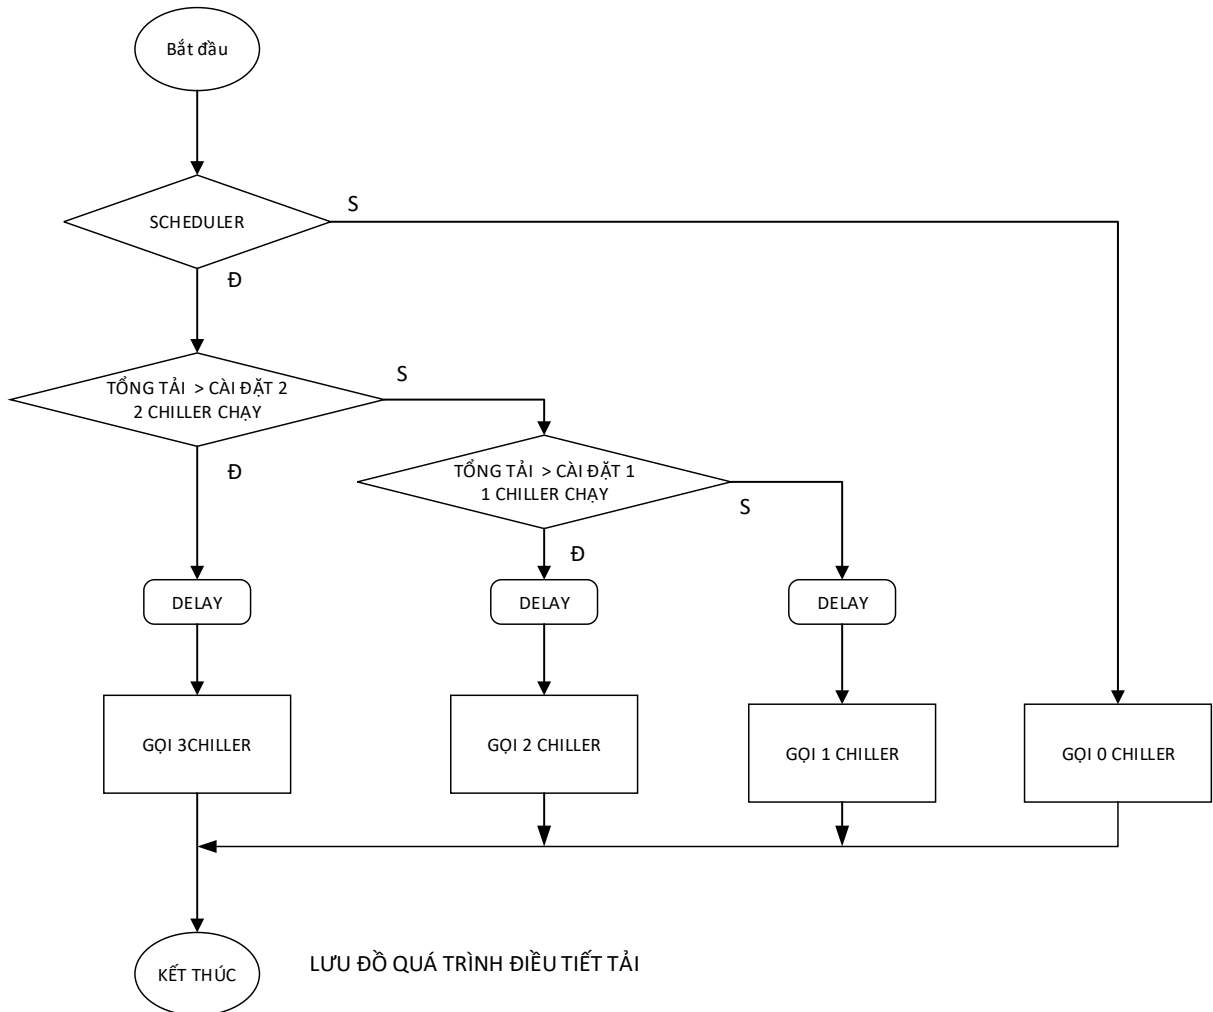 Bắt đầu
SCHEDULER
S
Đ
TỔNG TẢI > CÀI ĐẶT 2
2 CHILLER CHẠY
S
Đ
TỔNG TẢI > CÀI ĐẶT 1
1 CHILLER CHẠY
S
Đ
DELAY
DELAY
DELAY
GỌI 3CHILLER
GỌI 2 CHILLER
GỌI 1 CHILLER
GỌI 0 CHILLER
KẾT THÚC
LƯU ĐỒ QUÁ TRÌNH ĐIỀU TIẾT TẢI